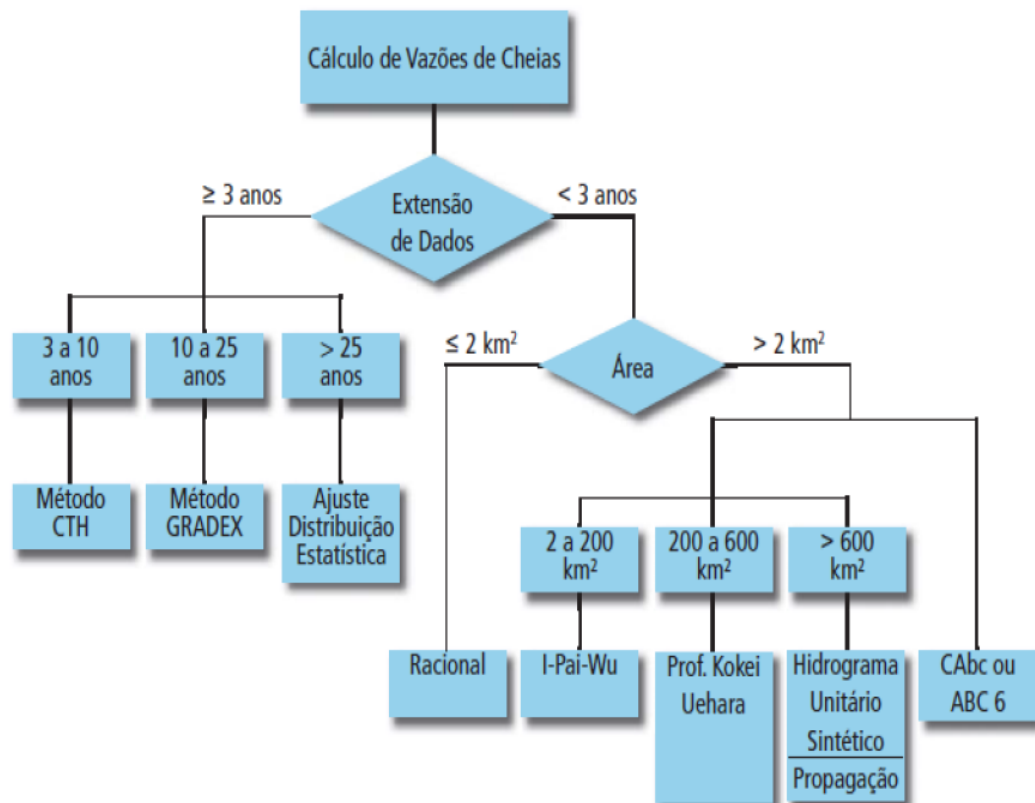 Cálculo de Vazões de Cheias
≥ 3 anos
< 3 anos
Extensão
de Dados
3 a 10
anos
10 a 25
anos
> 25
anos
≤ 2 km²
> 2 km²
Área
Método
CTH
Método
GRADEX
Ajuste
Distribuição
Estatística
2 a 200
km²
200 a 600
km²
> 600
km²
Racional
I-Pai-Wu
Prof. Kokei
Uehara
Hidrograma
Unitário
Sintético
Propagação
CAbc ou
ABC 6